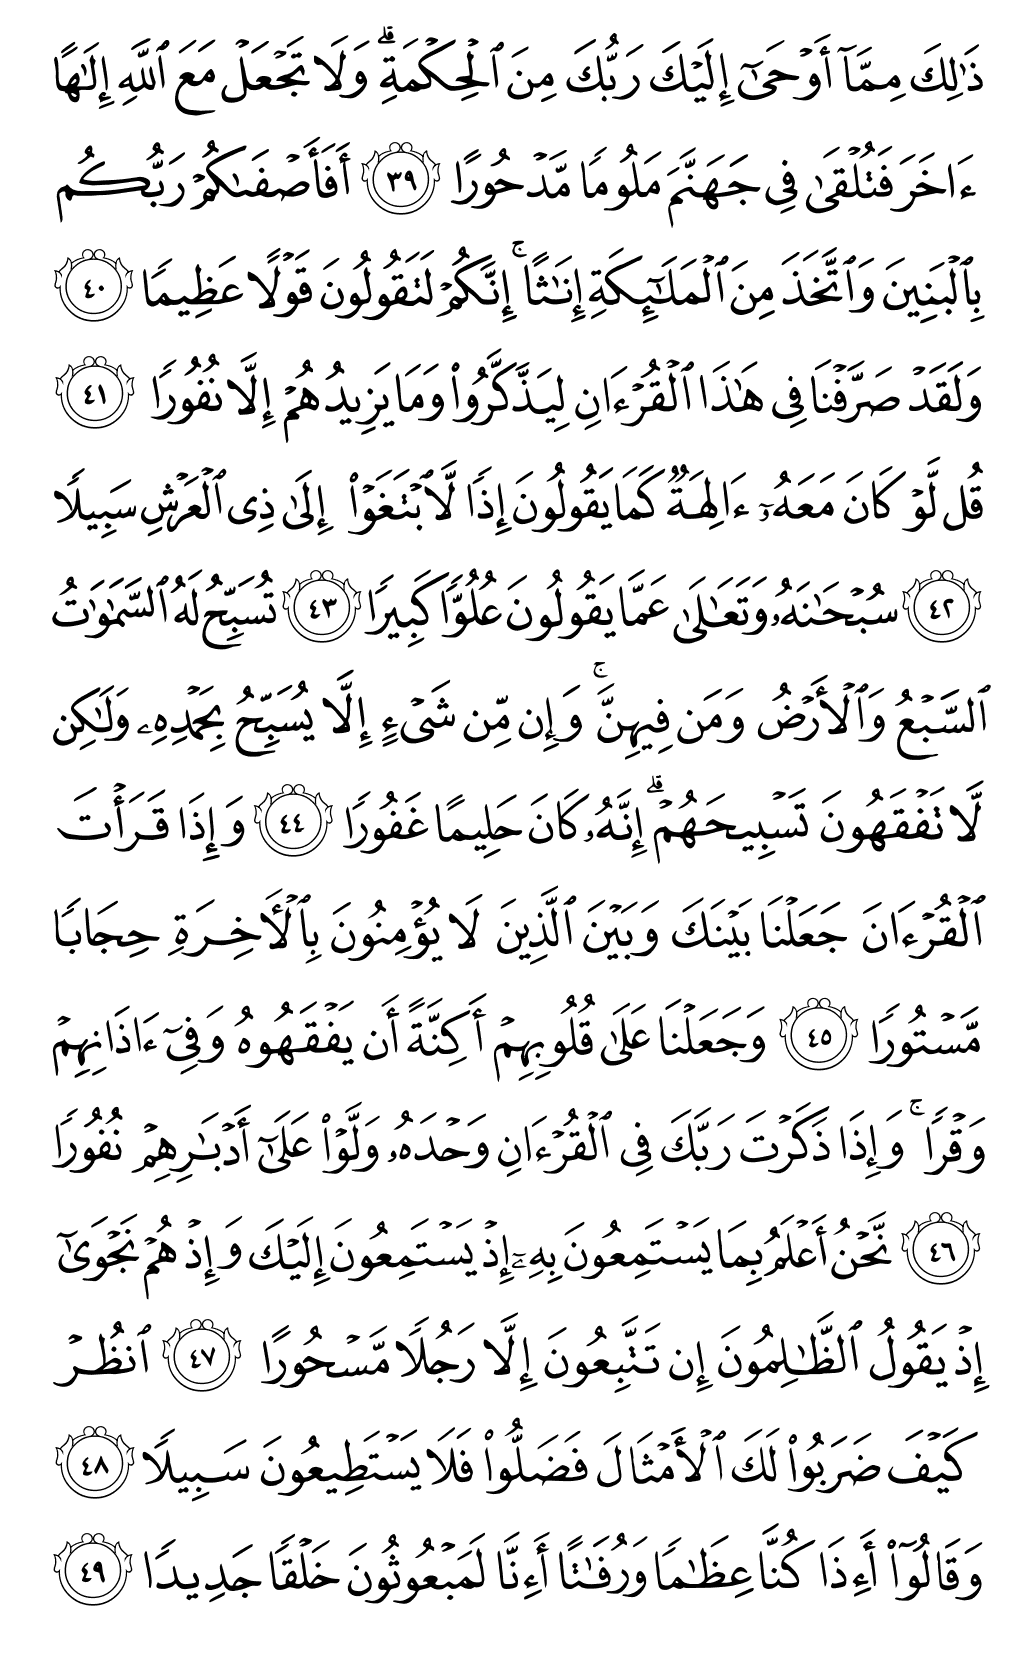 ذَٰلِكَ مِمَّآ أَوْحَىٰٓ إِلَيْكَ رَبُّكَ مِنَ ٱلْحِكْمَةِ ۗ وَلَا تَجْعَلْ مَعَ ٱللَّهِ إِلَٰهًا
ءَاخَرَ فَتُلْقَىٰ فِى جَهَنَّمَ مَلُومًا مَّدْحُورًا ٣٩ أَفَأَصْفَىٰكُمْ رَبُّكُم
بِٱلْبَنِينَ وَٱتَّخَذَ مِنَ ٱلْمَلَٰٓئِكَةِ إِنَٰثًا ۚ إِنَّكُمْ لَتَقُولُونَ قَوْلًا عَظِيمًا ٤٠
وَلَقَدْ صَرَّفْنَا فِى هَٰذَا ٱلْقُرْءَانِ لِيَذَّكَّرُوا۟ وَمَا يَزِيدُهُمْ إِلَّا نُفُورًا ٤١
قُل لَّوْ كَانَ مَعَهُۥٓ ءَالِهَةٌ كَمَا يَقُولُونَ إِذًا لَّٱبْتَغَوْا۟ إِلَىٰ ذِى ٱلْعَرْشِ سَبِيلًا
٤٢ سُبْحَٰنَهُۥ وَتَعَٰلَىٰ عَمَّا يَقُولُونَ عُلُوًّا كَبِيرًا ٤٣ تُسَبِّحُ لَهُ ٱلسَّمَٰوَٰتُ
ٱلسَّبْعُ وَٱلْأَرْضُ وَمَن فِيهِنَّ ۚ وَإِن مِّن شَىْءٍ إِلَّا يُسَبِّحُ بِحَمْدِهِۦ وَلَٰكِن
لَّا تَفْقَهُونَ تَسْبِيحَهُمْ ۗ إِنَّهُۥ كَانَ حَلِيمًا غَفُورًا ٤٤ وَإِذَا قَرَأْتَ
ٱلْقُرْءَانَ جَعَلْنَا بَيْنَكَ وَبَيْنَ ٱلَّذِينَ لَا يُؤْمِنُونَ بِٱلْأَخِرَةِ حِجَابًا
مَّسْتُورًا ٤٥ وَجَعَلْنَا عَلَىٰ قُلُوبِهِمْ أَكِنَّةً أَن يَفْقَهُوهُ وَفِىٓ ءَاذَانِهِمْ
وَقْرًا ۚ وَإِذَا ذَكَرْتَ رَبَّكَ فِى ٱلْقُرْءَانِ وَحْدَهُۥ وَلَّوْا۟ عَلَىٰٓ أَدْبَٰرِهِمْ نُفُورًا
٤٦ نَّحْنُ أَعْلَمُ بِمَا يَسْتَمِعُونَ بِهِۦٓ إِذْ يَسْتَمِعُونَ إِلَيْكَ وَإِذْ هُمْ نَجْوَىٰٓ
إِذْ يَقُولُ ٱلظَّٰلِمُونَ إِن تَتَّبِعُونَ إِلَّا رَجُلًا مَّسْحُورًا ٤٧ ٱنظُرْ
كَيْفَ ضَرَبُوا۟ لَكَ ٱلْأَمْثَالَ فَضَلُّوا۟ فَلَا يَسْتَطِيعُونَ سَبِيلًا ٤٨
وَقَالُوٓا۟ أَءِذَا كُنَّا عِظَٰمًا وَرُفَٰتًا أَءِنَّا لَمَبْعُوثُونَ خَلْقًا جَدِيدًا ٤٩